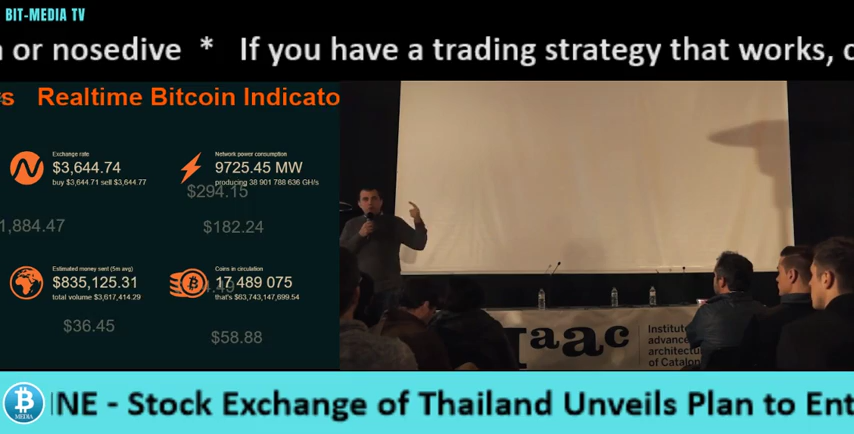 BIT-MEDIA TV
or nosedive * If you have a trading strategy that works,
Realtime Bitcoin Indicato
Exchange rate
$3,644.74
buy $3,644.71 sell $3,644.77
Network power consumption
9725.45 MW
producing 38 901 788 636 GH/s
$294.15
1,884.47
$182.24
Estimated money sent (5m avg)
$835,125.31
total volume $3,617,414.29
Coins in circulation
17,489 075
that's $63,743,147,699.54
$36.45
$58.88
Iaac
Institute
advance
architectu
of Catalon
BIT
MEDIA
NE - Stock Exchange of Thailand Unveils Plan to Ent